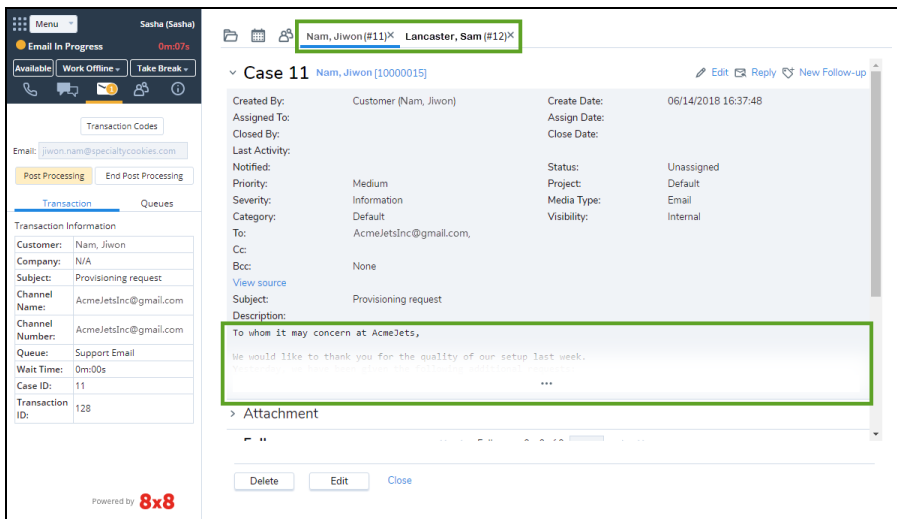 Menu Sasha (Sasha)
Email In Progress 0m:07s
Available Work Offline Take Break
1
Transaction Codes
Email: jiwon.nam@specialtycookies.com
Post Processing End Post Processing
Transaction Queues
Transaction Information
Customer: Nam, Jiwon
Company: N/A
Subject: Provisioning request
Channel Name: AcmeJetsInc@gmail.com
Channel Number: AcmeJetsInc@gmail.com
Queue: Support Email
Wait Time: 0m:00s
Case ID: 11
Transaction ID: 128
Powered by 8x8
Nam, Jiwon(#11)× Lancaster, Sam (#12)×
Case 11 Nam, Jiwon [10000015] Edit Reply New Follow-up
Created By: Customer (Nam, Jiwon) Create Date: 06/14/2018 16:37:48
Assigned To: Assign Date:
Closed By: Close Date:
Last Activity:
Notified: Status: Unassigned
Priority: Medium Project: Default
Severity: Information Media Type: Email
Category: Default Visibility: Internal
To: AcmeJetsInc@gmail.com,
Cc:
Bcc: None
View source
Subject: Provisioning request
Description:
To whom it may concern at AcmeJets,
We would like to thank you for the quality of our setup last week.
...
> Attachment
Delete Edit Close